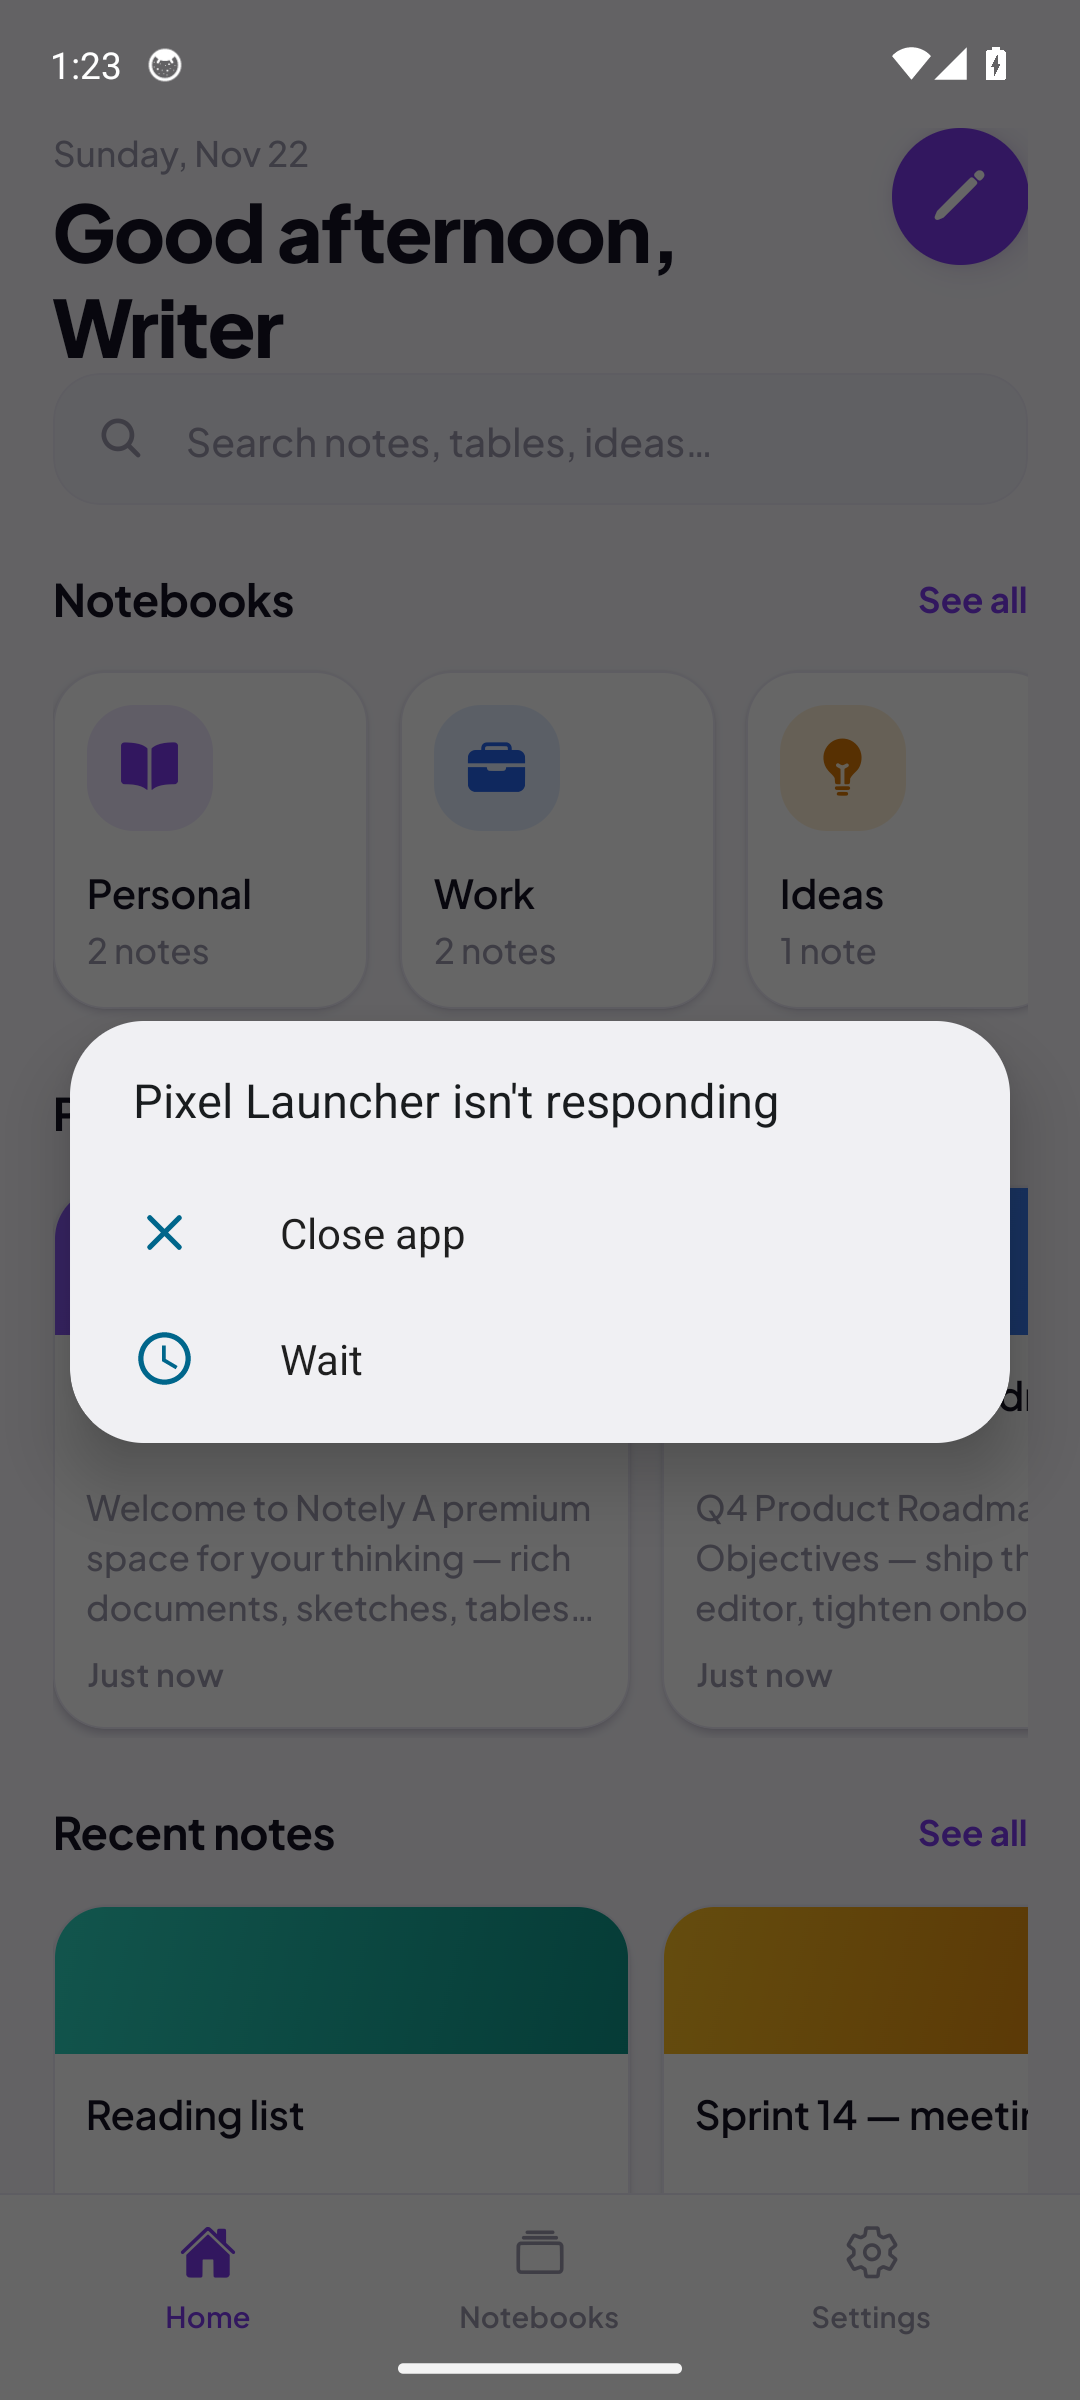 1:23
Sunday, Nov 22
Good afternoon,
Writer
Search notes, tables, ideas...
Notebooks
See all
Personal
2 notes
Work
2 notes
Ideas
1 note
Pixel Launcher isn't responding
Close app
Wait
Welcome to Notely A premium
space for your thinking — rich
documents, sketches, tables...
Just now
Q4 Product Roadma
Objectives — ship th
editor, tighten onbo
Just now
Recent notes
See all
Reading list
Sprint 14 — meetin
Home
Notebooks
Settings